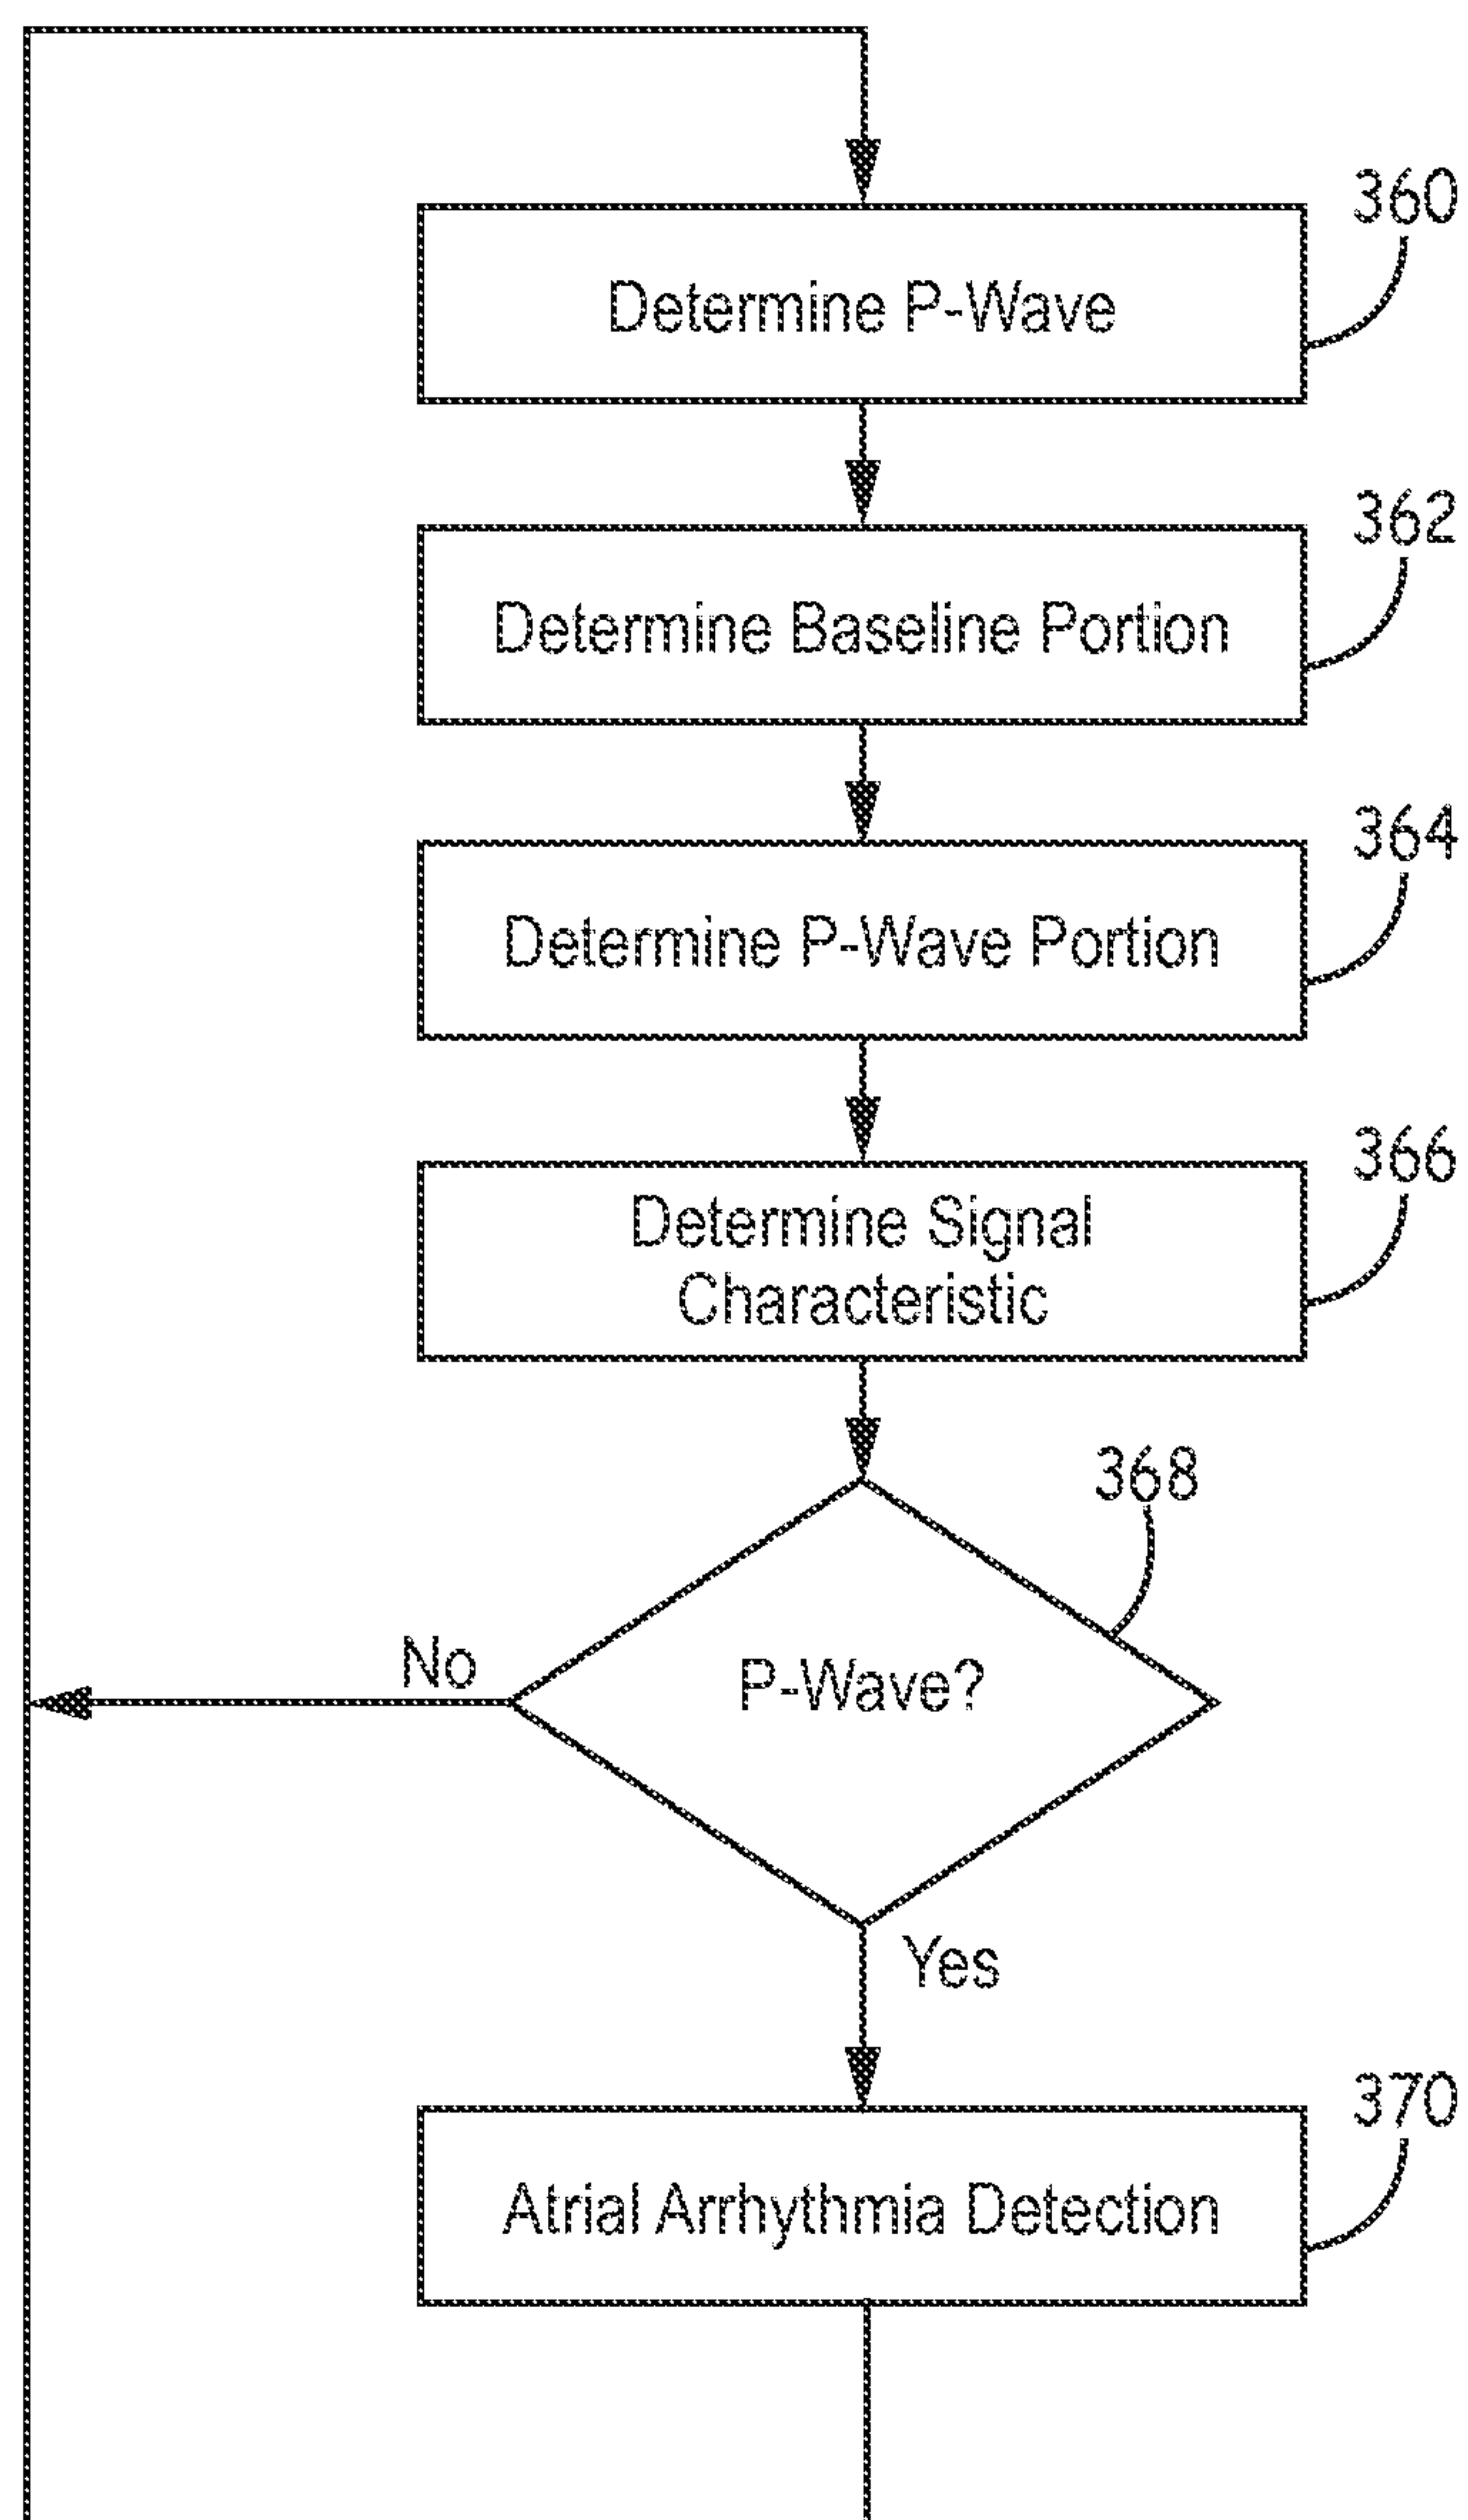 360
Determine P-Wave
362
Determine Baseline Portion
364
Determine P-Wave Portion
366
Determine Signal
Characteristic
368
No
P-Wave?
Yes
370
Atrial Arrhythmia Detection